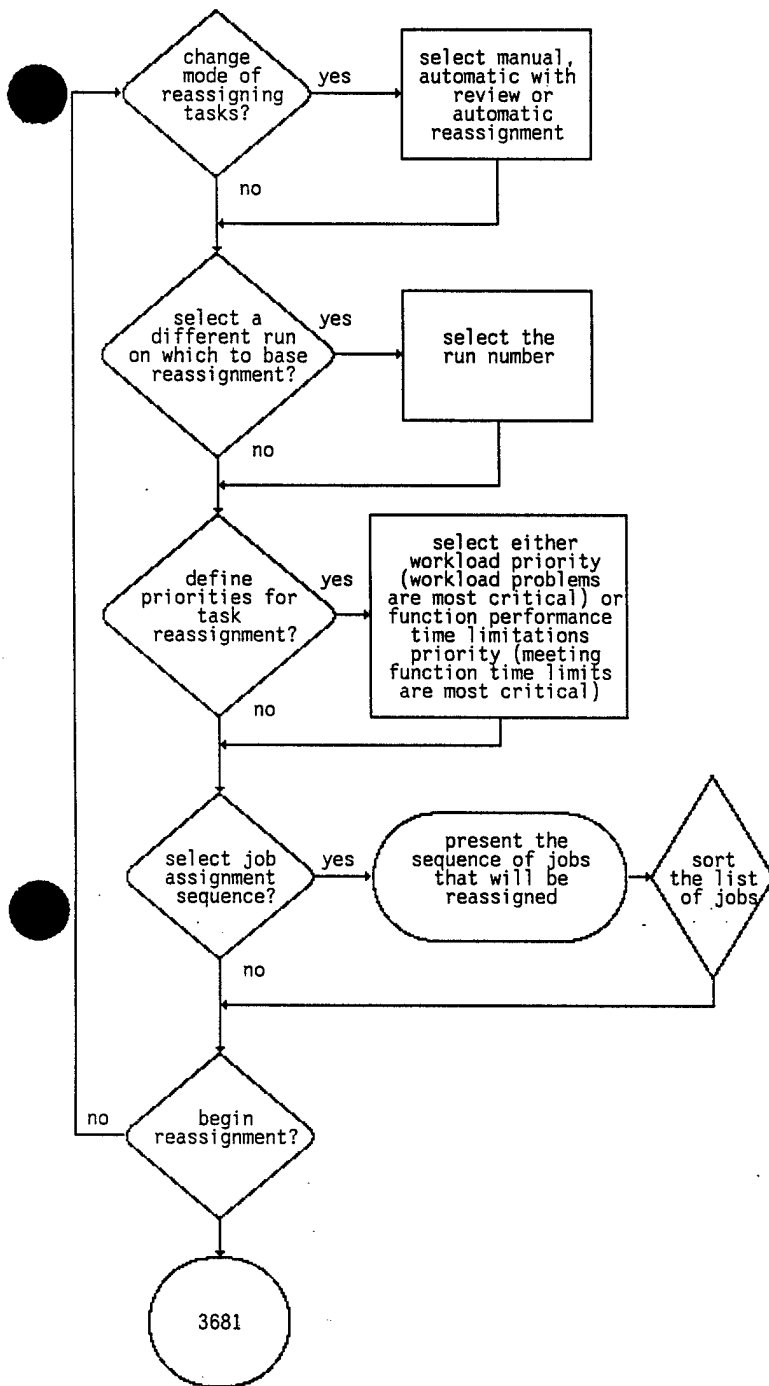 change
mode of
reassigning
tasks?
yes
select manual,
automatic with
review or
automatic
reassignment
no
select a
different run
on which to base
reassignment?
yes
select the
run number
no
define
priorities for
task
reassignment?
yes
select either
workload priority
(workload problems
are most critical) or
function performance
time limitations
priority (meeting
function time limits
are most critical)
no
select job
assignment
sequence?
yes
present the
sequence of jobs
that will be
reassigned
sort
the list
of jobs
no
begin
reassignment?
no
3681